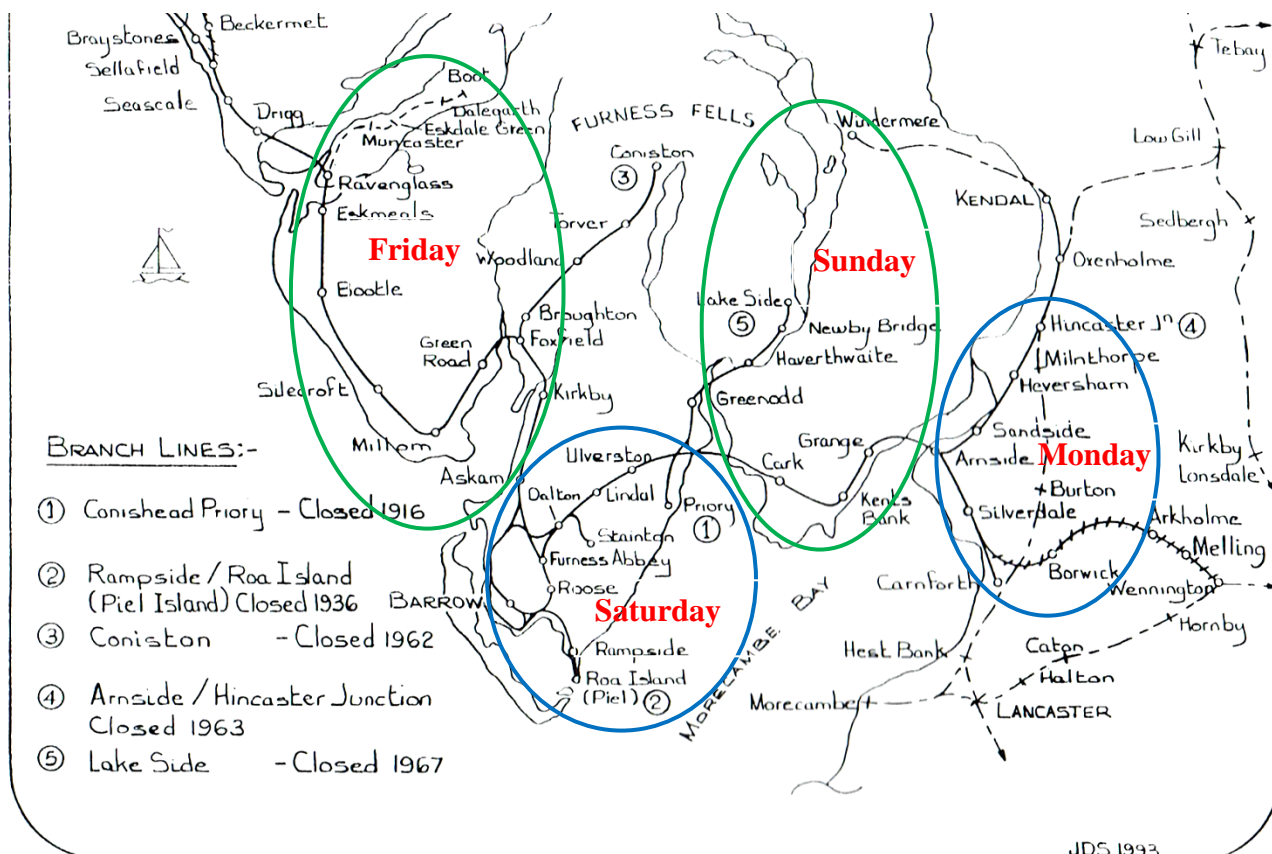 Beckermet
Braystones
Sellafield
Seascale
Drigg
Boot
Dalegarth
Eskdale Green
Muncaster
Ravenglass
Eskmeals
Friday
Bootle
Silecroft
Millom
Green
Road
Foxfield
Broughton
Kirkby
Askam
Woodland
Torver
Coniston
③
FURNESS FELLS
Windermere
Sunday
Lake Side
⑤
Newby Bridge
Haverthwaite
Greenodd
Tebay
Low Gill
KENDAL
Sedbergh
Oxenholme
Hincaster Jn ④
Milnthorpe
Heversham
Sandside
Arnside
Monday
Kirkby
Lonsdale
Burton
Silverdale
Arkholme
Melling
Borwick
Wennington
Carnforth
Hornby
Caton
Halton
Hest Bank
Morecambe
LANCASTER
Grange
Kents
Bank
Cark
Ulverston
Dalton
Lindal
Priory
①
Stainton
Furness Abbey
Roose
BARROW
Saturday
Rampside
Roa Island
(Piel) ②
MORECAMBE BAY
BRANCH LINES:-
① Conishead Priory - Closed 1916
② Rampside / Roa Island
(Piel Island) Closed 1936
③ Coniston - Closed 1962
④ Arnside / Hincaster Junction
Closed 1963
⑤ Lake Side - Closed 1967
JDS 1993